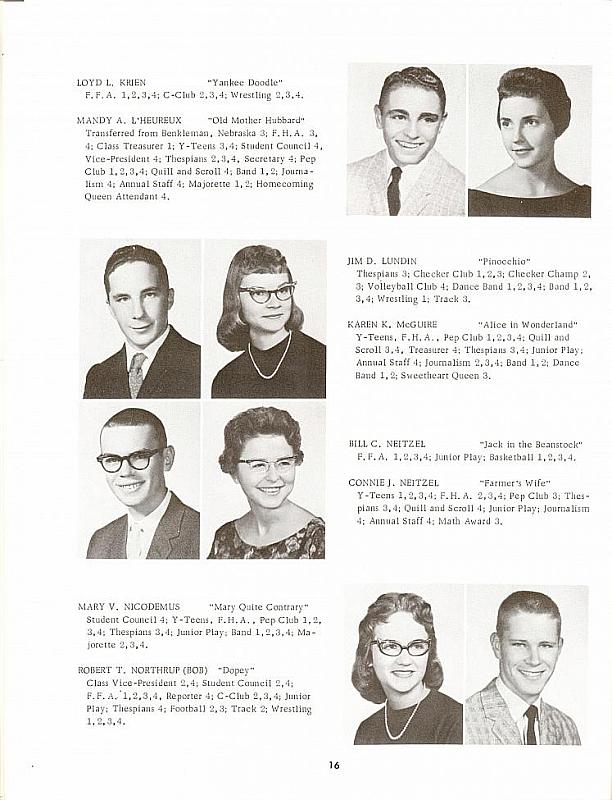 LOYD L. KRIEN "Yankee Doodle"
F.F.A. 1,2,3,4; C-Club 2,3,4; Wrestling 2,3,4.
MANDY A. L'HEUREUX "Old Mother Hubbard"
Transferred from Benkleman, Nebraska 3; F.H.A. 3,
4; Class Treasurer 1; Y-Teens 3,4; Student Council 4,
Vice-President 4; Thespians 2,3,4, Secretary 4; Pep
Club 1,2,3,4; Quill and Scroll 4; Band 1,2; Journa-
lism 4; Annual Staff 4; Majorette 1,2; Homecoming
Queen Attendant 4.
JIM D. LUNDIN "Pinocchio"
Thespians 3; Checker Club 1,2,3; Checker Champ 2,
3; Volleyball Club 4; Dance Band 1,2,3,4; Band 1,2,
3,4; Wrestling 1; Track 3.
KAREN K. McGUIRE "Alice in Wonderland"
Y-Teens, F.H.A., Pep Club 1,2,3,4; Quill and
Scroll 3,4, Treasurer 4; Thespians 3,4; Junior Play;
Annual Staff 4; Journalism 2,3,4; Band 1,2; Dance
Band 1,2; Sweetheart Queen 3.
BILL C. NEITZEL "Jack in the Beanstock"
F.F.A. 1,2,3,4; Junior Play; Basketball 1,2,3,4.
CONNIE J. NEITZEL "Farmer's Wife"
Y-Teens 1,2,3,4; F.H.A. 2,3,4; Pep Club 3; Thes-
pians 3,4; Quill and Scroll 4; Junior Play; Journalism
4; Annual Staff 4; Math Award 3.
MARY V. NICODEMUS "Mary Quite Contrary"
Student Council 4; Y-Teens, F.H.A., Pep Club 1,2,
3,4; Thespians 3,4; Junior Play; Band 1,2,3,4; Ma-
jorette 2,3,4.
ROBERT T. NORTHRUP (BOB) "Dopey"
Class Vice-President 2,4; Student Council 2,4;
F.F.A. 1,2,3,4, Reporter 4; C-Club 2,3,4; Junior
Play; Thespians 4; Football 2,3; Track 2; Wrestling
1,2,3,4.
16